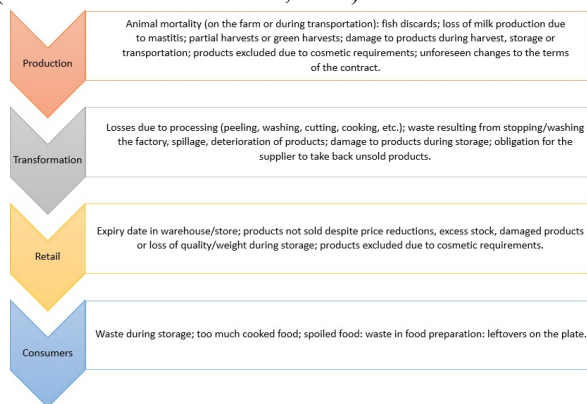 Animal mortality (on the farm or during transportation): fish discards; loss of milk production due
to mastitis; partial harvests or green harvests; damage to products during harvest, storage or
transportation; products excluded due to cosmetic requirements; unforeseen changes to the terms
of the contract.
Production
Losses due to processing (peeling, washing, cutting, cooking, etc.); waste resulting from stopping/washing
the factory, spillage, deterioration of products; damage to products during storage; obligation for the
supplier to take back unsold products.
Transformation
Expiry date in warehouse/store; products not sold despite price reductions, excess stock, damaged products
or loss of quality/weight during storage; products excluded due to cosmetic requirements.
Retail
Waste during storage; too much cooked food; spoiled food: waste in food preparation: leftovers on the plate.
Consumers